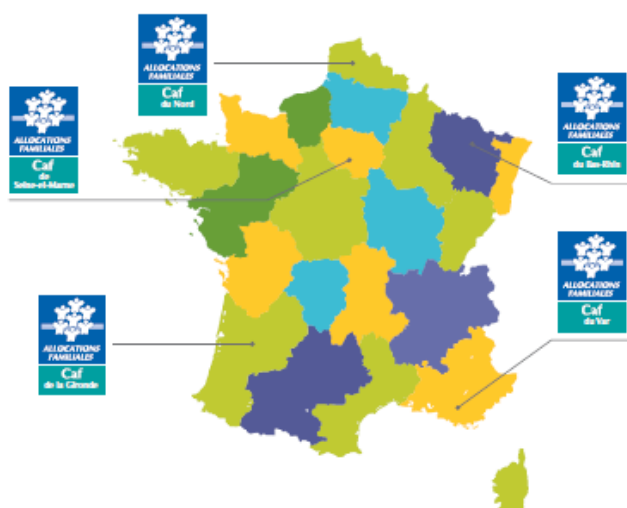 ALLOCATIONS
FAMILIALES
Caf
du Nord
ALLOCATIONS
FAMILIALES
Caf
de
Seine-et-Marne
ALLOCATIONS
FAMILIALES
Caf
du Bas-Rhin
ALLOCATIONS
FAMILIALES
Caf
du Var
ALLOCATIONS
FAMILIALES
Caf
de la Gironde